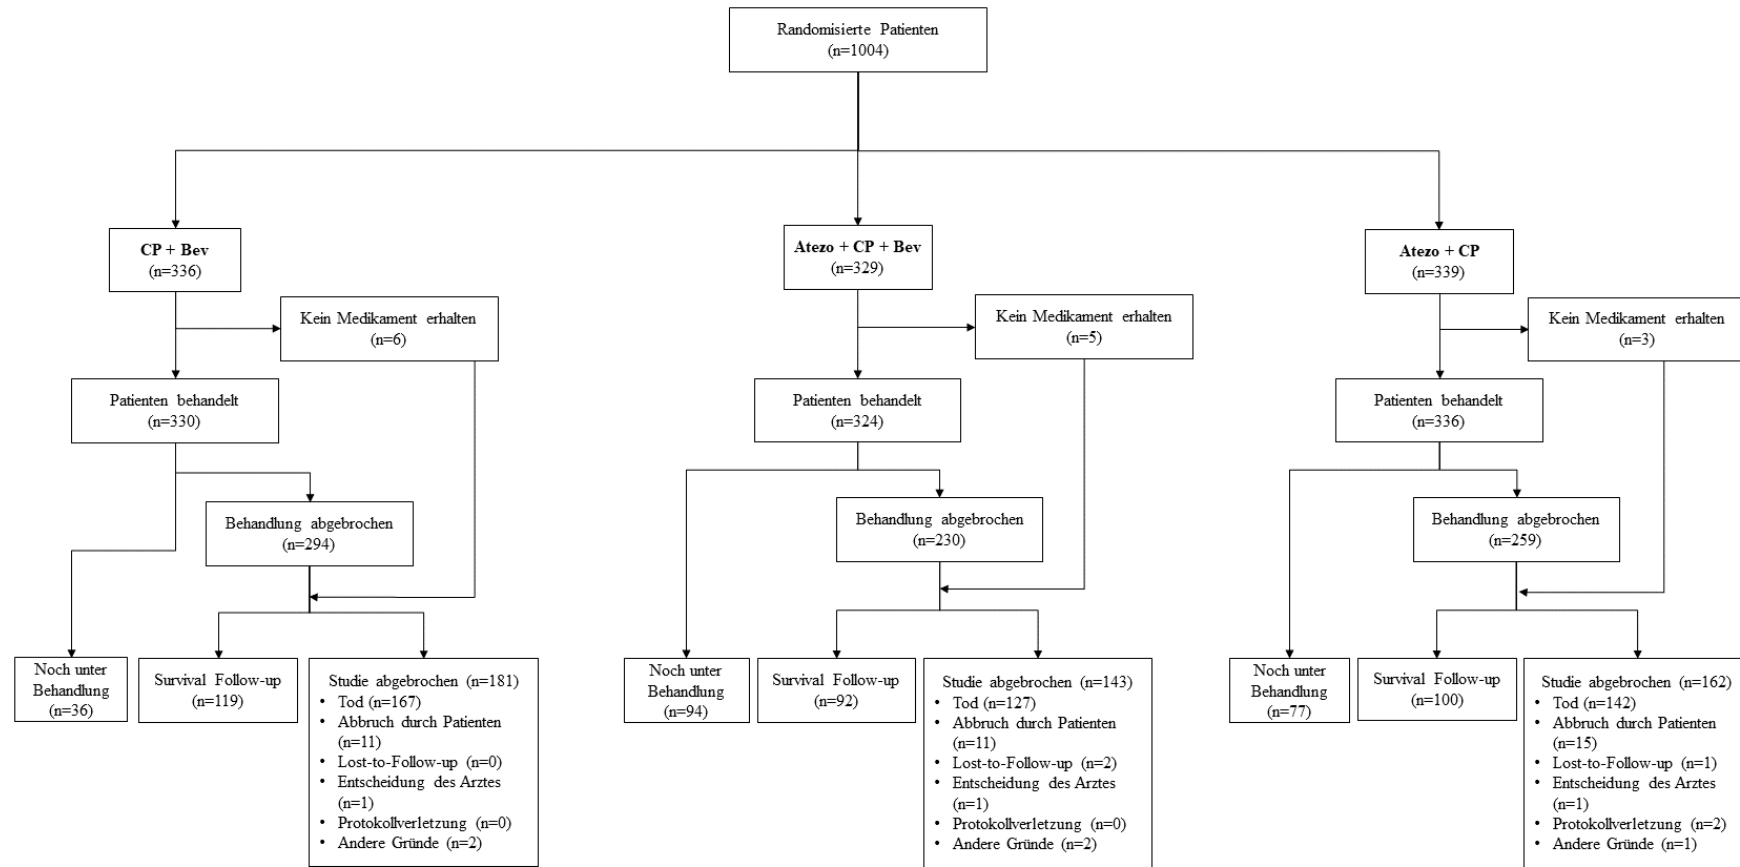 Randomisierte Patienten
(n=1004)
CP + Bev
(n=336)
Atezo + CP + Bev
(n=329)
Atezo + CP
(n=339)
Kein Medikament erhalten
(n=6)
Kein Medikament erhalten
(n=5)
Kein Medikament erhalten
(n=3)
Patienten behandelt
(n=330)
Patienten behandelt
(n=324)
Patienten behandelt
(n=336)
Behandlung abgebrochen
(n=294)
Behandlung abgebrochen
(n=230)
Behandlung abgebrochen
(n=259)
Noch unter
Behandlung
(n=36)
Survival Follow-up
(n=119)
Studie abgebrochen (n=181)
• Tod (n=167)
• Abbruch durch Patienten
(n=11)
• Lost-to-Follow-up (n=0)
• Entscheidung des Arztes
(n=1)
• Protokollverletzung (n=0)
• Andere Gründe (n=2)
Noch unter
Behandlung
(n=94)
Survival Follow-up
(n=92)
Studie abgebrochen (n=143)
• Tod (n=127)
• Abbruch durch Patienten
(n=11)
• Lost-to-Follow-up (n=2)
• Entscheidung des Arztes
(n=1)
• Protokollverletzung (n=0)
• Andere Gründe (n=2)
Noch unter
Behandlung
(n=77)
Survival Follow-up
(n=100)
Studie abgebrochen (n=162)
• Tod (n=142)
• Abbruch durch Patienten
(n=15)
• Lost-to-Follow-up (n=1)
• Entscheidung des Arztes
(n=1)
• Protokollverletzung (n=2)
• Andere Gründe (n=1)